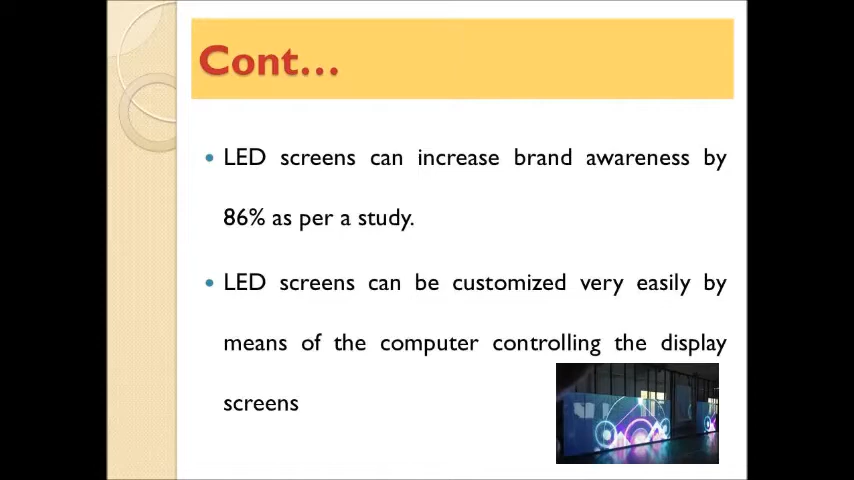 Cont...
LED screens can increase brand awareness by
86% as per a study.
LED screens can be customized very easily by
means of the computer controlling the display
screens